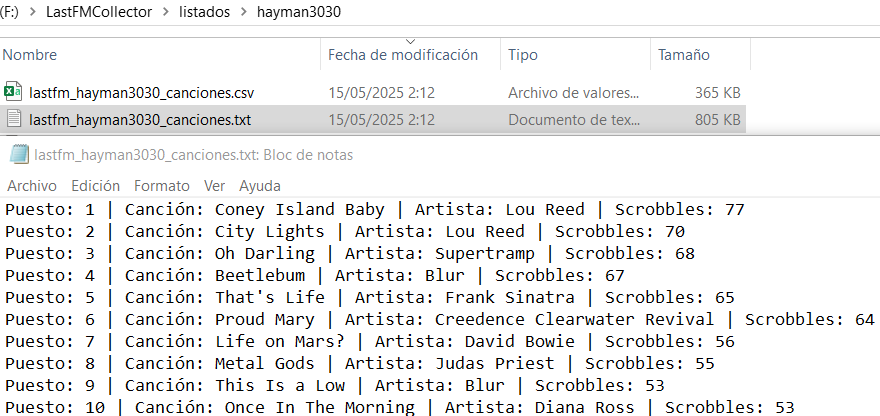 (F:) > LastFMCollector > listados > hayman3030
Nombre Fecha de modificación Tipo Tamaño
lastfm_hayman3030_canciones.csv 15/05/2025 2:12 Archivo de valores... 365 KB
lastfm_hayman3030_canciones.txt 15/05/2025 2:12 Documento de tex... 805 KB
lastfm_hayman3030_canciones.txt: Bloc de notas
Archivo Edición Formato Ver Ayuda
Puesto: 1 | Canción: Coney Island Baby | Artista: Lou Reed | Scrobbles: 77
Puesto: 2 | Canción: City Lights | Artista: Lou Reed | Scrobbles: 70
Puesto: 3 | Canción: Oh Darling | Artista: Supertramp | Scrobbles: 68
Puesto: 4 | Canción: Beetlebum | Artista: Blur | Scrobbles: 67
Puesto: 5 | Canción: That's Life | Artista: Frank Sinatra | Scrobbles: 65
Puesto: 6 | Canción: Proud Mary | Artista: Creedence Clearwater Revival | Scrobbles: 64
Puesto: 7 | Canción: Life on Mars? | Artista: David Bowie | Scrobbles: 56
Puesto: 8 | Canción: Metal Gods | Artista: Judas Priest | Scrobbles: 55
Puesto: 9 | Canción: This Is a Low | Artista: Blur | Scrobbles: 53
Puesto: 10 | Canción: Once In The Morning | Artista: Diana Ross | Scrobbles: 53